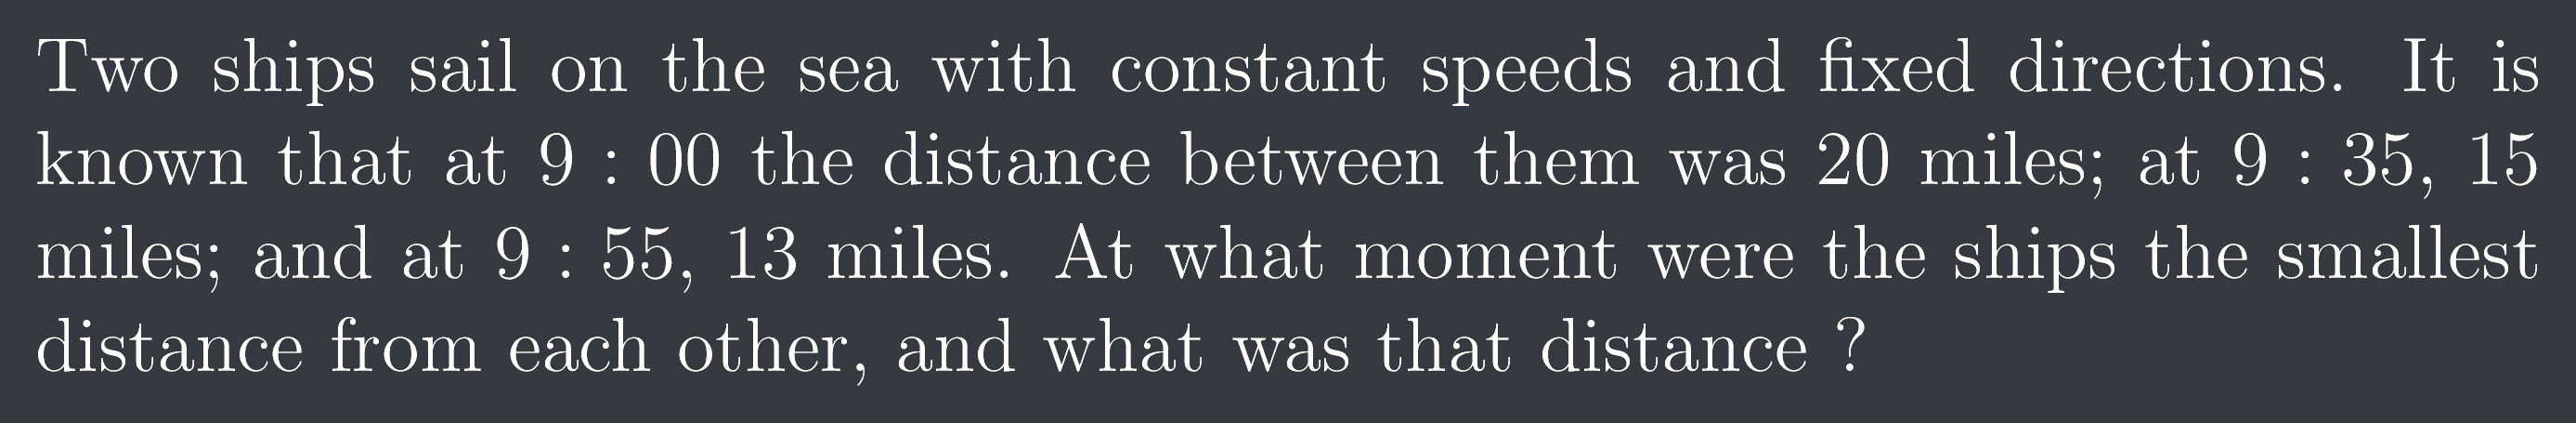 Two ships sail on the sea with constant speeds and fixed directions. It is
known that at 9 : 00 the distance between them was 20 miles; at 9 : 35, 15
miles; and at 9 : 55, 13 miles. At what moment were the ships the smallest
distance from each other, and what was that distance ?